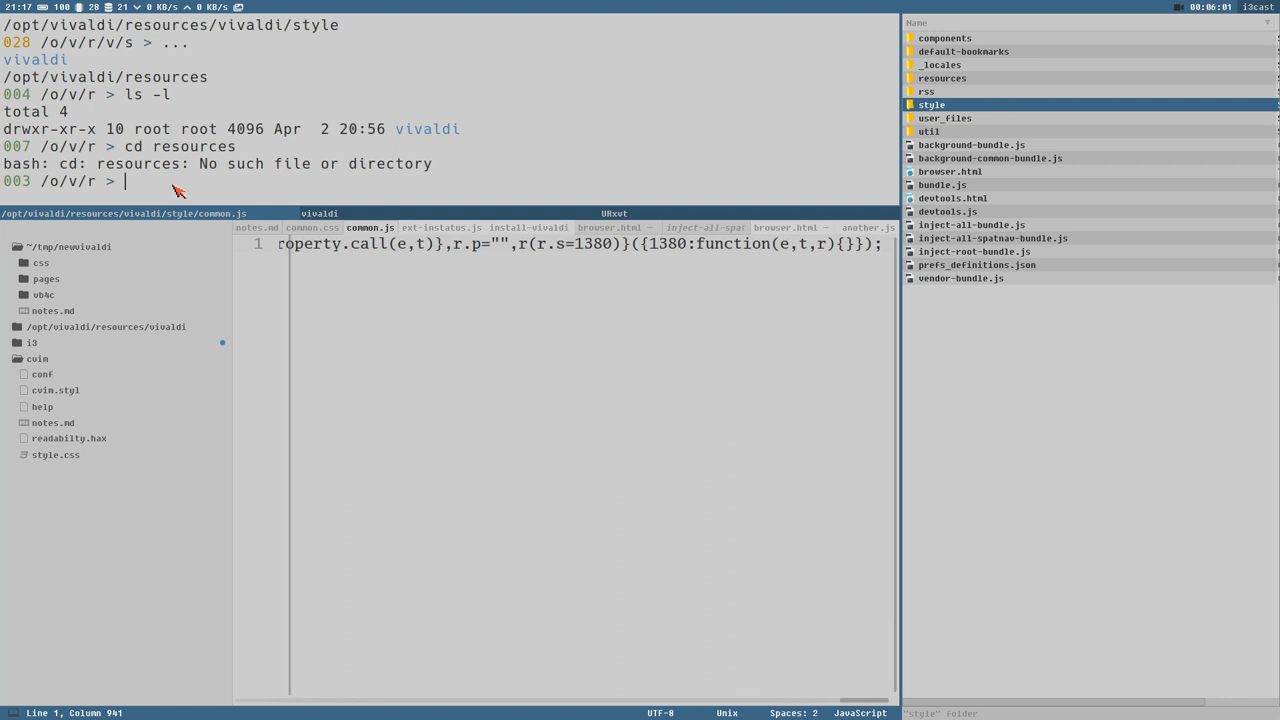 21:17 100 28 21 0 KB/s 0 KB/s
00:06:01 i3cast
/opt/vivaldi/resources/vivaldi/style
028 /o/v/r/v/s > ...
vivaldi
/opt/vivaldi/resources
004 /o/v/r > ls -l
total 4
drwxr-xr-x 10 root root 4096 Apr  2 20:56 vivaldi
007 /o/v/r > cd resources
bash: cd: resources: No such file or directory
003 /o/v/r >
/opt/vivaldi/resources/vivaldi/style/common.js vivaldi URxvt
notes.md common.css common.js ext-instatus.js install-vivaldi browser.html — inject-all-spat browser.html — another.js
~/tmp/newvivaldi
css
pages
vb4c
notes.md
/opt/vivaldi/resources/vivaldi
i3
cvim
conf
cvim.styl
help
notes.md
readabilty.hax
style.css
1 roperty.call(e,t)},r.p="",r(r.s=1380)}({1380:function(e,t,r){}});
Line 1, Column 941 UTF-8 Unix Spaces: 2 JavaScript
Name
components
default-bookmarks
_locales
resources
rss
style
user_files
util
background-bundle.js
background-common-bundle.js
browser.html
bundle.js
devtools.html
devtools.js
inject-all-bundle.js
inject-all-spatnav-bundle.js
inject-root-bundle.js
prefs_definitions.json
vendor-bundle.js
"style" folder